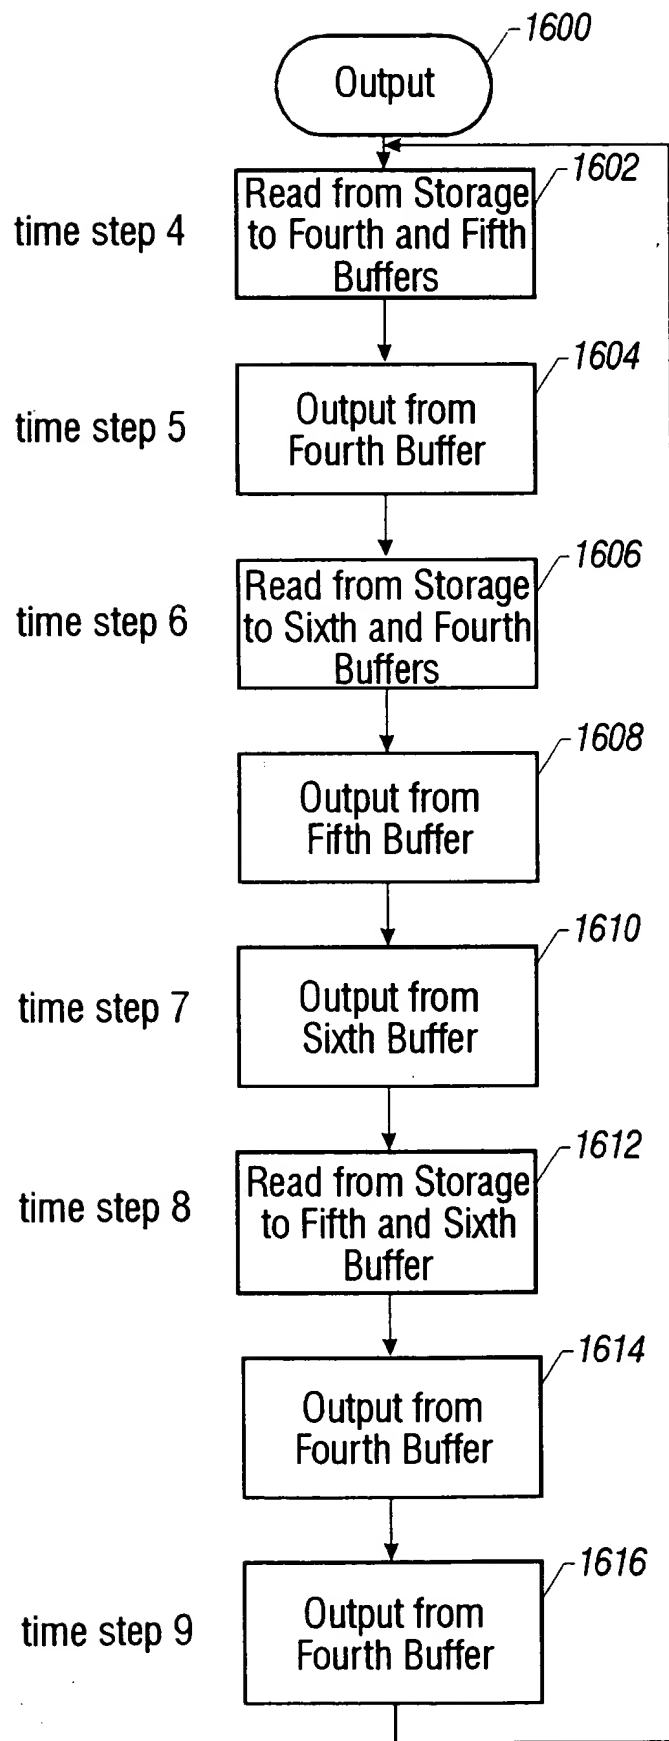 1600
Output
1602
time step 4
Read from Storage
to Fourth and Fifth
Buffers
1604
time step 5
Output from
Fourth Buffer
1606
time step 6
Read from Storage
to Sixth and Fourth
Buffers
1608
Output from
Fifth Buffer
1610
time step 7
Output from
Sixth Buffer
1612
time step 8
Read from Storage
to Fifth and Sixth
Buffer
1614
Output from
Fourth Buffer
1616
time step 9
Output from
Fourth Buffer